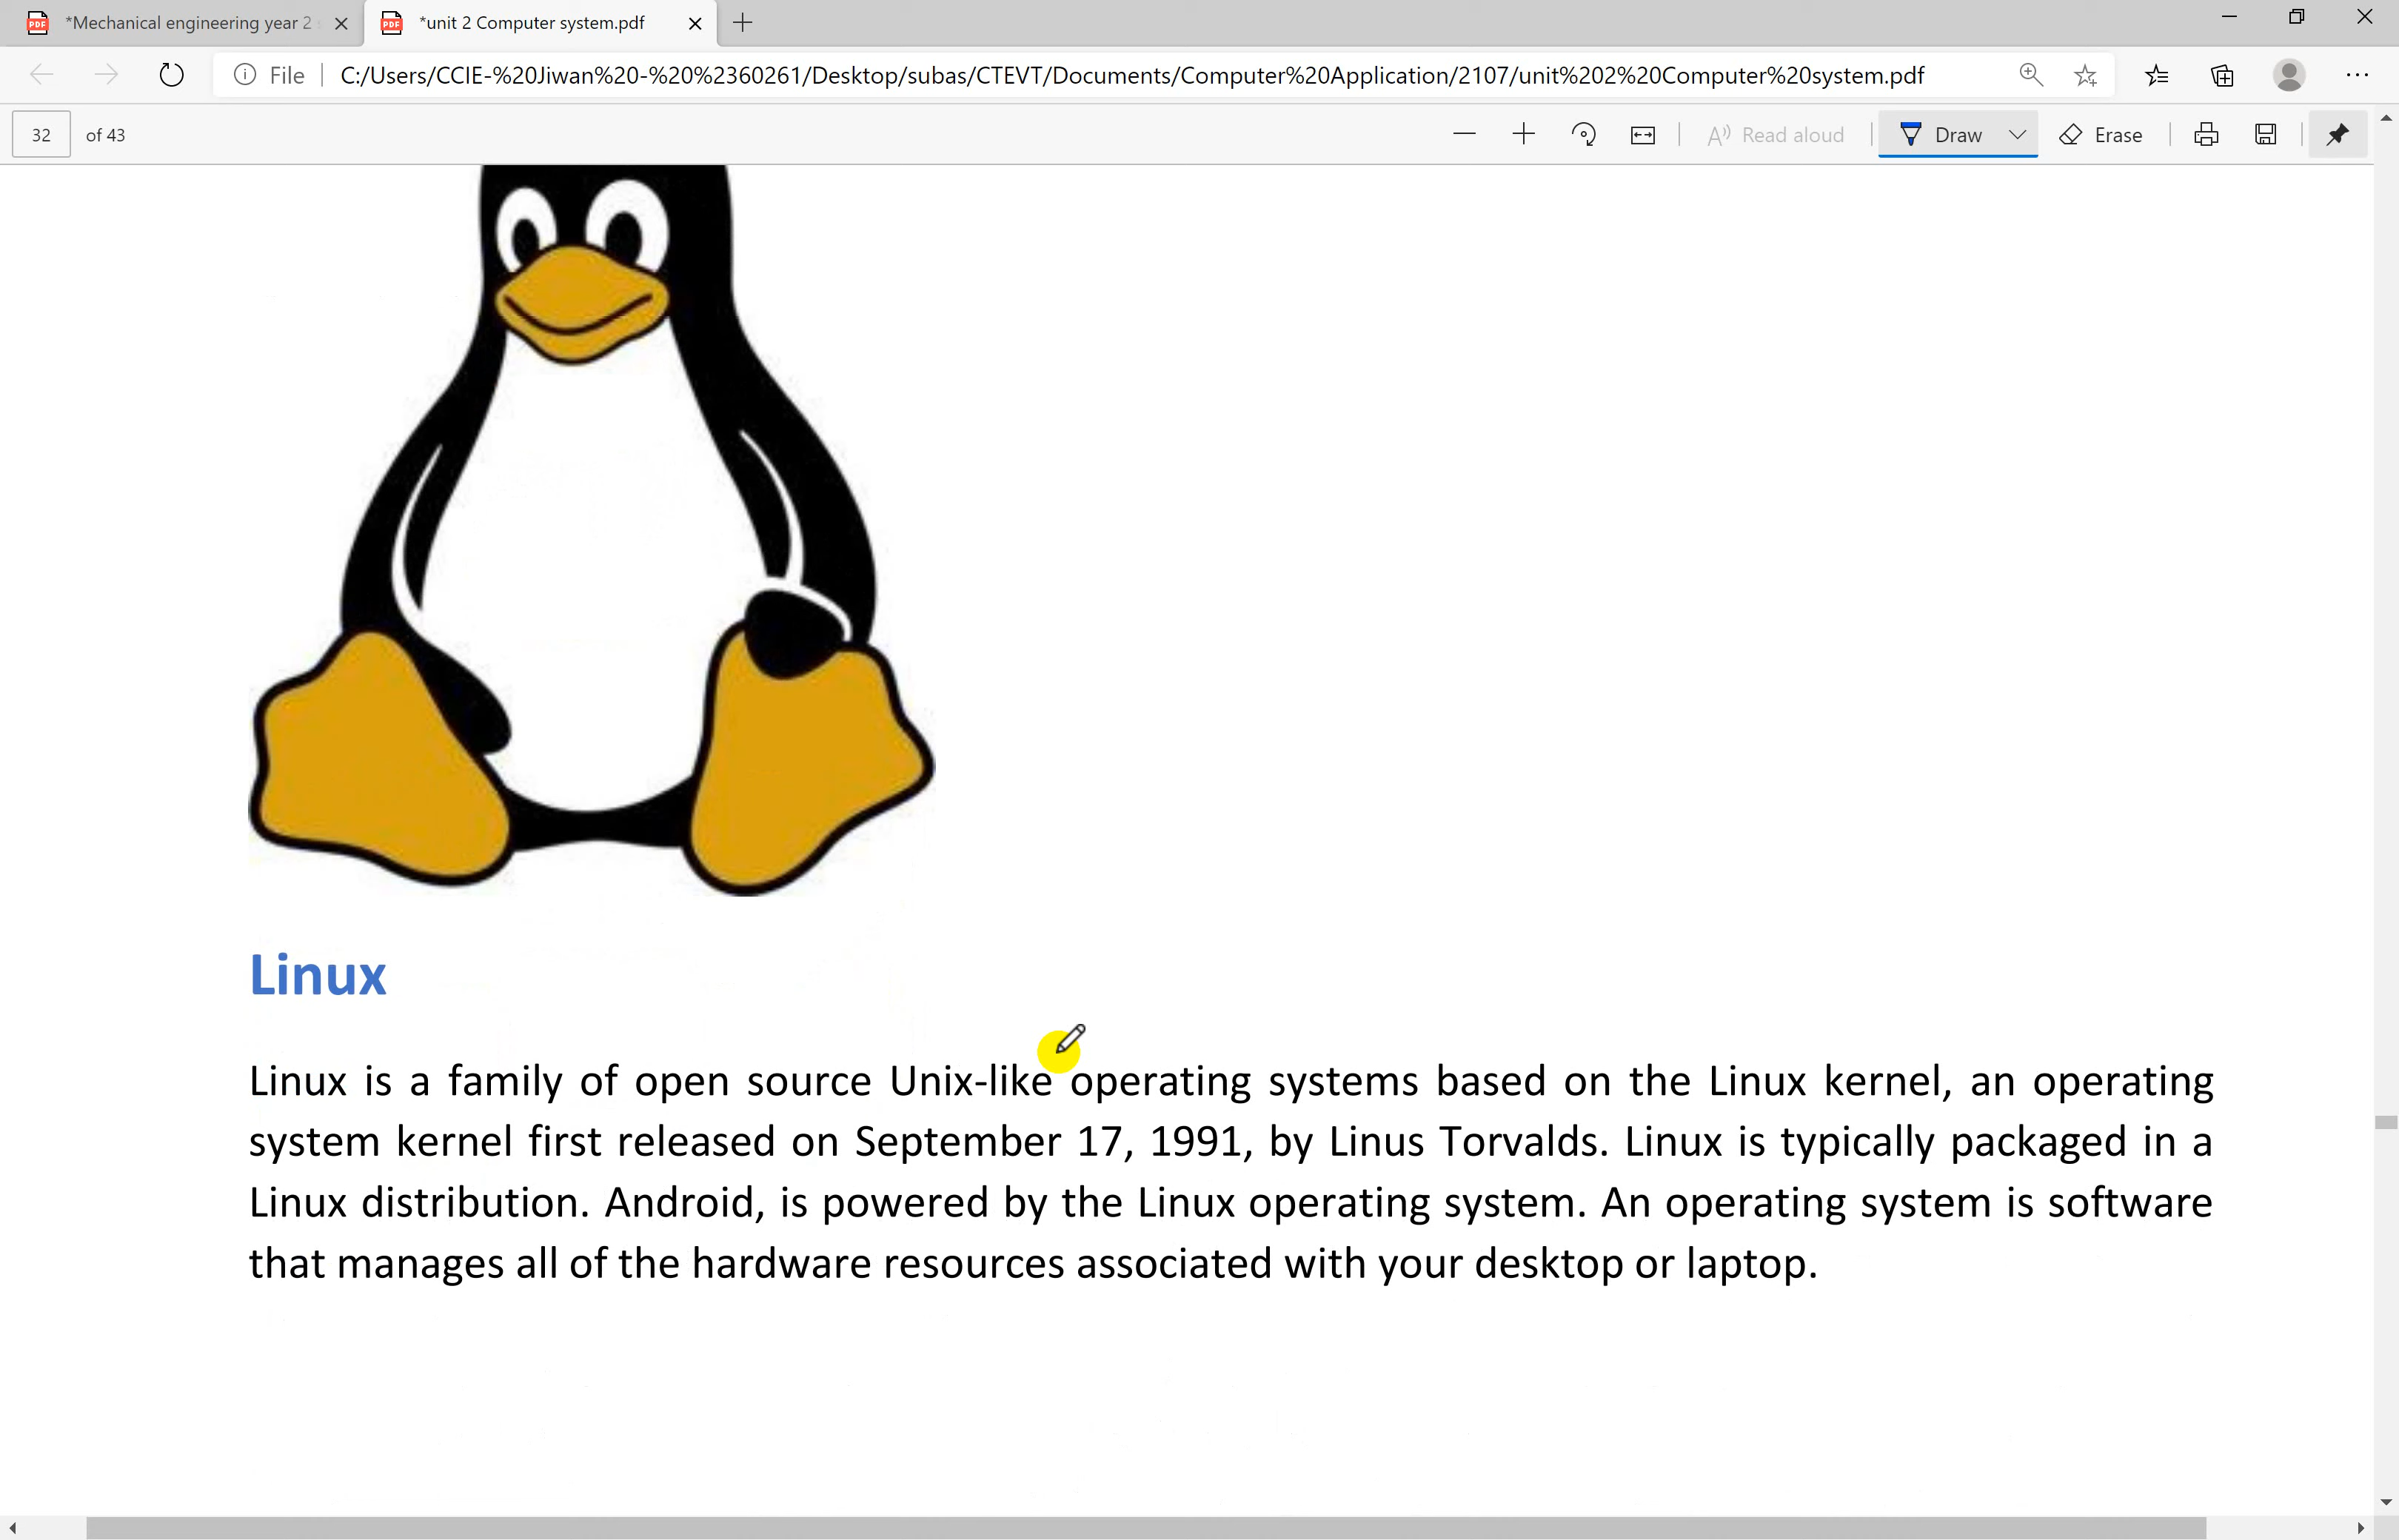 *Mechanical engineering year 2
*unit 2 Computer system.pdf
File
C:/Users/CCIE-%20Jiwan%20-%20%2360261/Desktop/subas/CTEVT/Documents/Computer%20Application/2107/unit%202%20Computer%20system.pdf
32 of 43
Read aloud
Draw
Erase
Linux
Linux is a family of open source Unix-like operating systems based on the Linux kernel, an operating
system kernel first released on September 17, 1991, by Linus Torvalds. Linux is typically packaged in a
Linux distribution. Android, is powered by the Linux operating system. An operating system is software
that manages all of the hardware resources associated with your desktop or laptop.